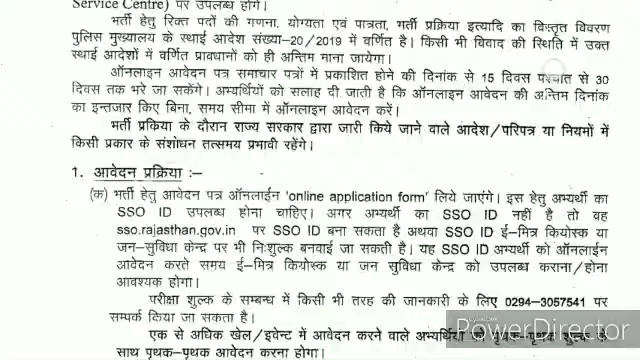 Service Centre) पर उपलब्ध होंगे।
भर्ती हेतु रिक्त पदों की गणना, योग्यता एवं पात्रता, भर्ती प्रक्रिया इत्यादि का विस्तृत विवरण
पुलिस मुख्यालय के स्थाई आदेश संख्या-20/2019 में वर्णित है। किसी भी विवाद की स्थिति में उक्त
स्थाई आदेशों में वर्णित प्रावधानों को ही अन्तिम माना जायेगा।
ऑनलाइन आवेदन पत्र समाचार पत्रों में प्रकाशित होने की दिनांक से 15 दिवस पश्चात से 30
दिवस तक भरे जा सकेंगे। अभ्यर्थियों को सलाह दी जाती है कि ऑनलाइन आवेदन की अन्तिम दिनांक
का इन्तजार किए बिना, समय सीमा में ऑनलाइन आवेदन करें।
भर्ती प्रकिया के दौरान राज्य सरकार द्वारा जारी किये जाने वाले आदेश/परिपत्र या नियमों में
किसी प्रकार के संशोधन तत्समय प्रभावी रहेंगे।
1. आवेदन प्रक्रिया :-
(क) भर्ती हेतु आवेदन पत्र ऑनलाईन 'online application form' लिये जाएंगे। इस हेतु अभ्यर्थी का
SSO ID उपलब्ध होना चाहिए। अगर अभ्यर्थी का SSO ID नहीं है तो वह
sso.rajasthan.gov.in पर SSO ID बना सकता है अथवा SSO ID ई-मित्र कियोस्क या
जन-सुविधा केन्द्र पर भी निःशुल्क बनवाई जा सकती है। यह SSO ID अभ्यर्थी को ऑनलाईन
आवेदन करते समय ई-मित्र कियोस्क या जन सुविधा केन्द्र को उपलब्ध कराना/होना
आवश्यक होगा।
परीक्षा शुल्क के सम्बन्ध में किसी भी तरह की जानकारी के लिए 0294-3057541 पर
सम्पर्क किया जा सकता है।
एक से अधिक खेल/इवेन्ट में आवेदन करने वाले अभ्यर्थियों को पृथक-पृथक शुल्क के
साथ पृथक-पृथक आवेदन करना होगा।
PowerDirector